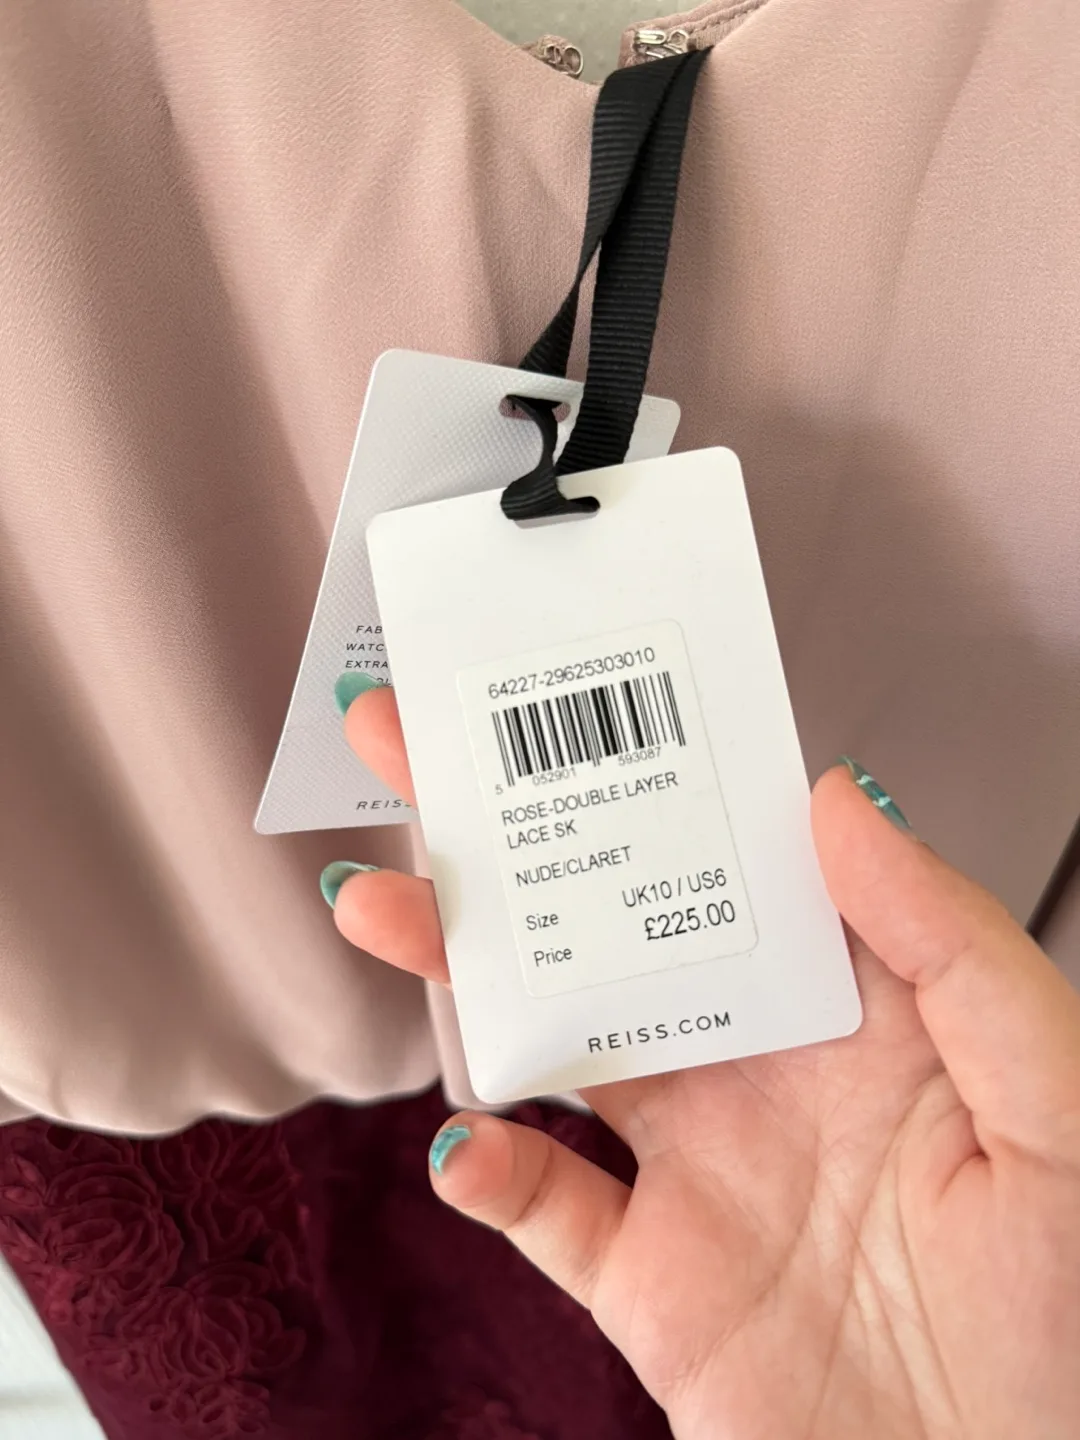 FAB
WATC
EXTRA
REIS
64227-29625303010
5 052901 593087
ROSE-DOUBLE LAYER
LACE SK
NUDE/CLARET
Size UK10 / US6
Price £225.00
REISS.COM